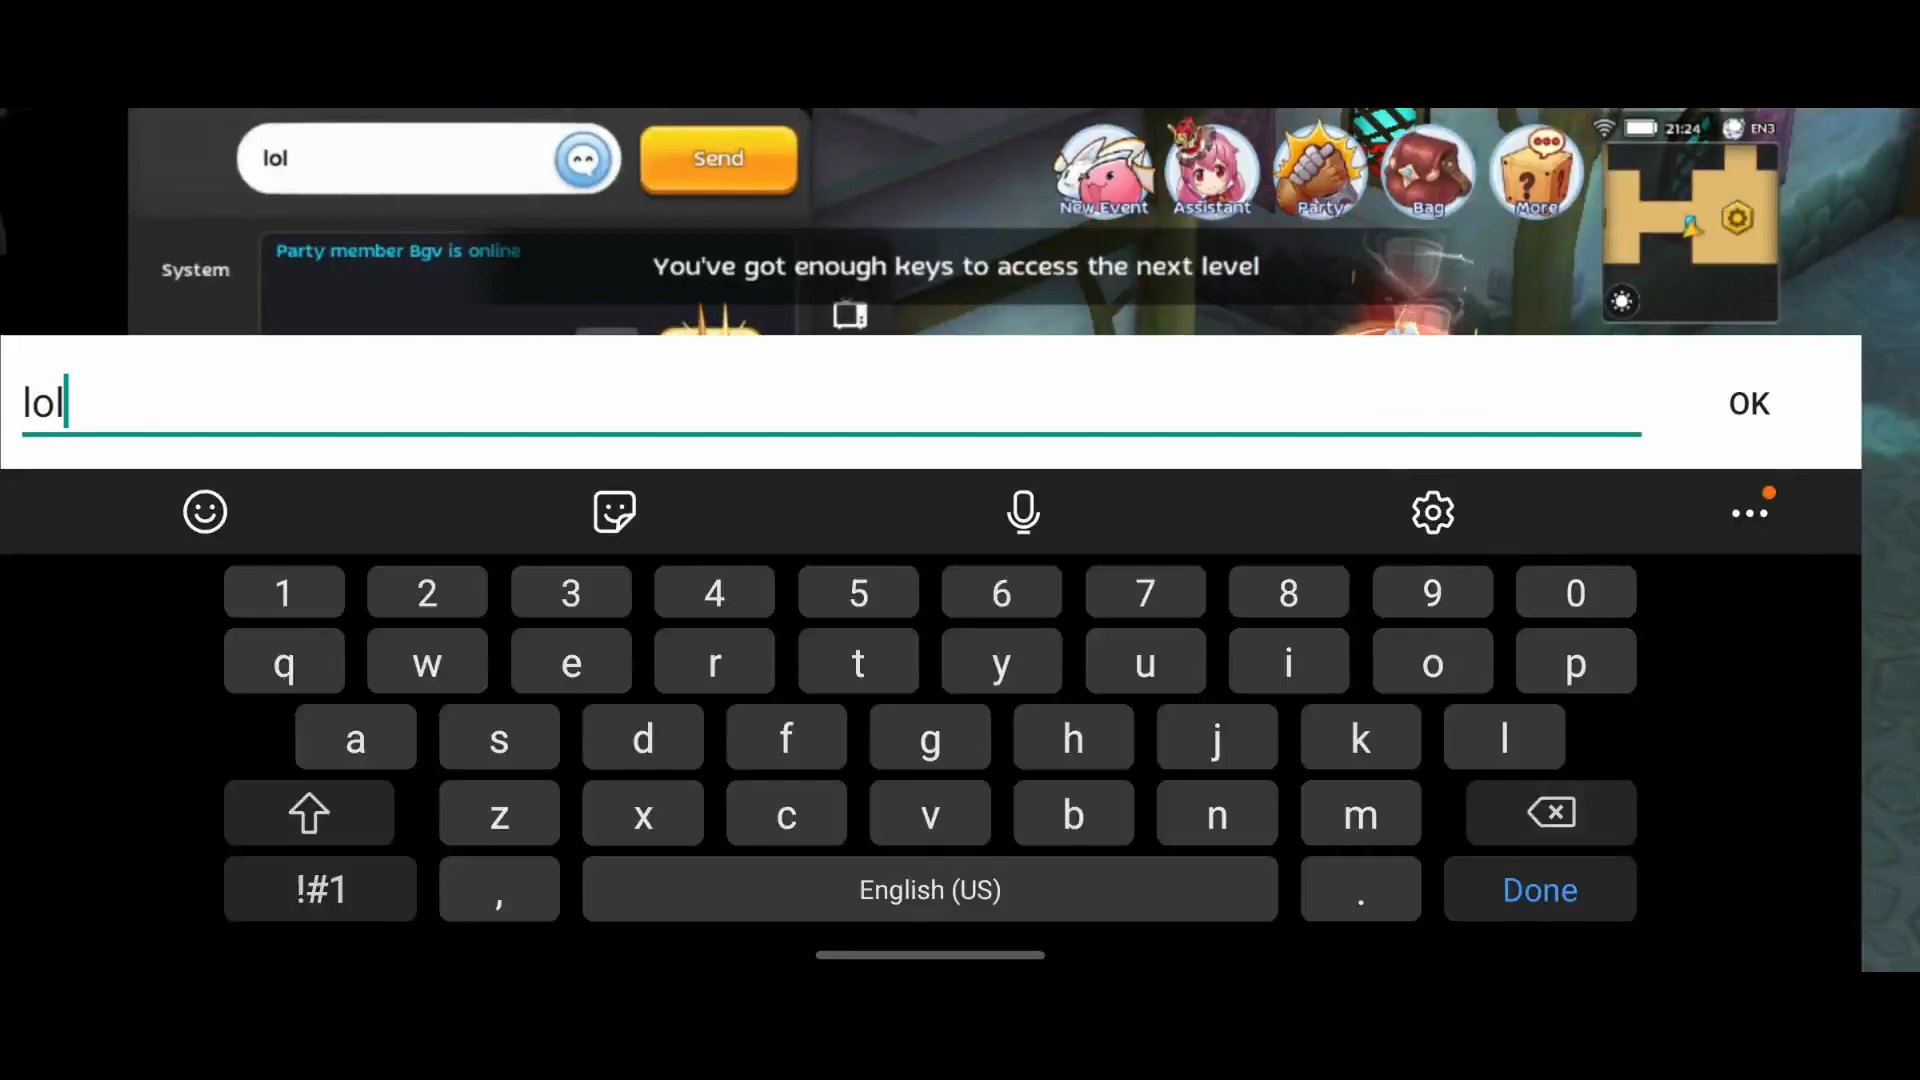 lol
Send
New Event
Assistant
Party
Bag
More
21:24
EN3
System
Party member Bgv is online
You've got enough keys to access the next level
lol
OK
1 2 3 4 5 6 7 8 9 0
q w e r t y u i o p
a s d f g h j k l
z x c v b n m
!#1 , English (US) . Done